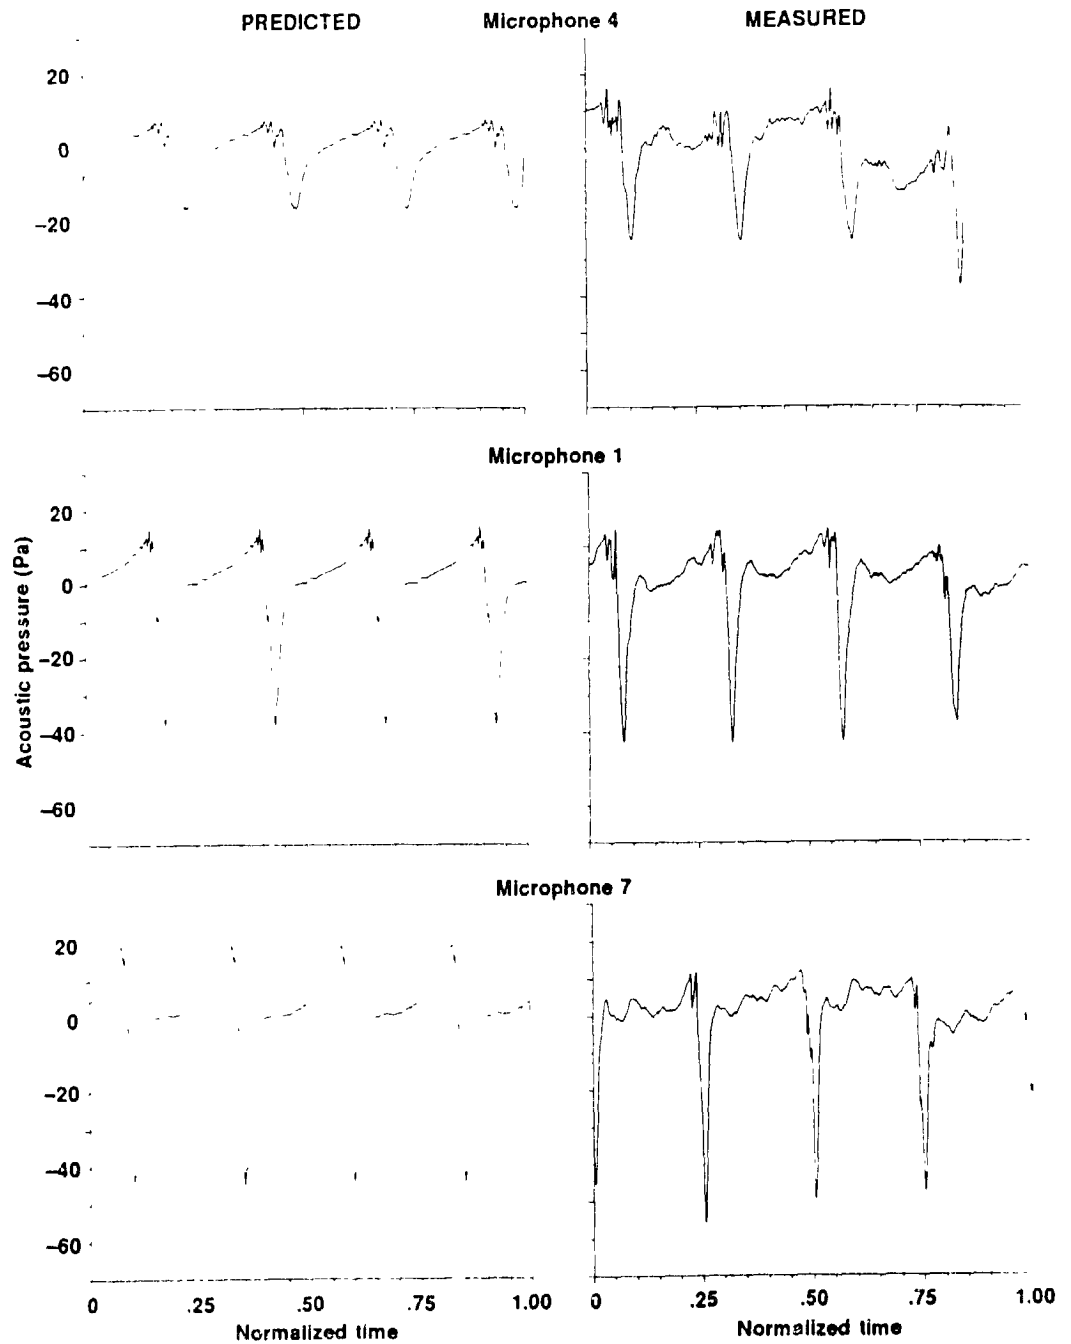 PREDICTED Microphone 4 MEASURED
20
0
−20
−40
−60
Microphone 1
20
0
−20
−40
−60
Acoustic pressure (Pa)
Microphone 7
20
0
−20
−40
−60
0 .25 .50 .75 1.00
Normalized time
0 .25 .50 .75 1.00
Normalized time